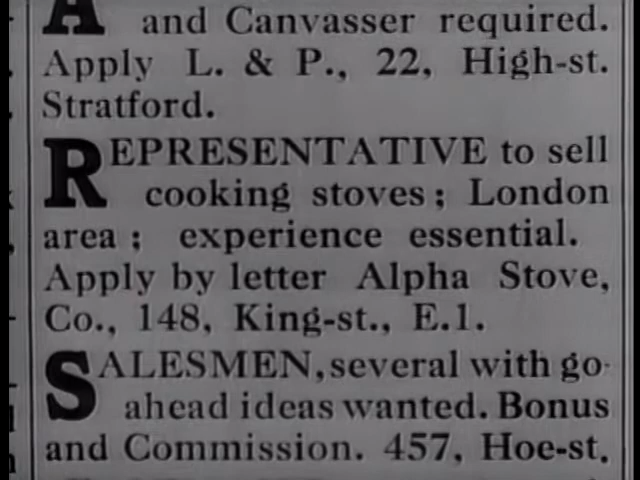 A and Canvasser required.
Apply L. & P., 22, High-st.
Stratford.
REPRESENTATIVE to sell
cooking stoves; London
area; experience essential.
Apply by letter Alpha Stove,
Co., 148, King-st., E.1.
SALESMEN, several with go-
ahead ideas wanted. Bonus
and Commission. 457, Hoe-st.